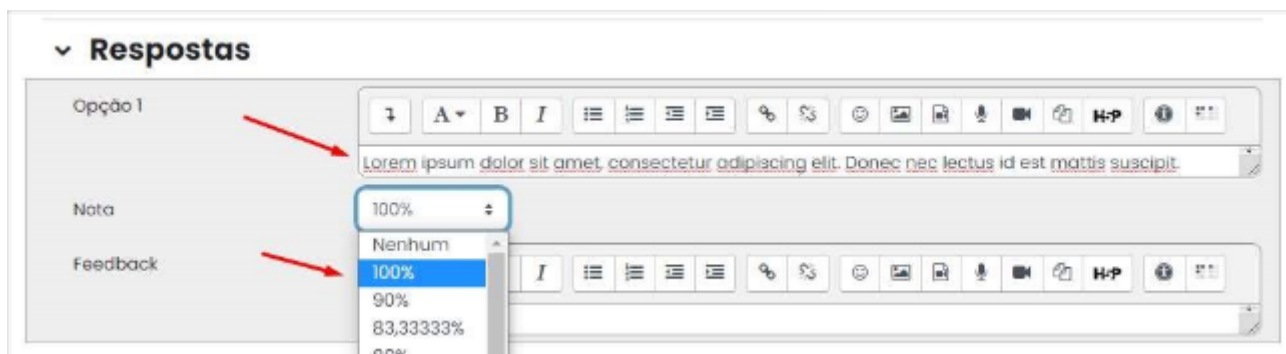 Respostas
Opção 1
A B I H-P
Lorem ipsum dolor sit amet, consectetur adipiscing elit. Donec nec lectus id est mattis suscipit.
Nota
100%
Nenhum
Feedback
100%
I H-P
90%
83,33333%